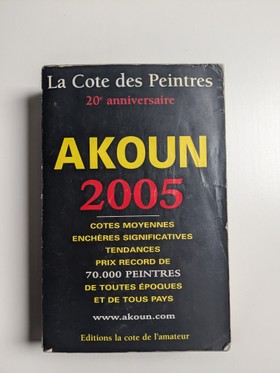 La Cote des Peintres
20e anniversaire
AKOUN
2005
COTES MOYENNES
ENCHÈRES SIGNIFICATIVES
TENDANCES
PRIX RECORD DE
70.000 PEINTRES
DE TOUTES ÉPOQUES
ET DE TOUS PAYS
www.akoun.com
Editions la cote de l'amateur